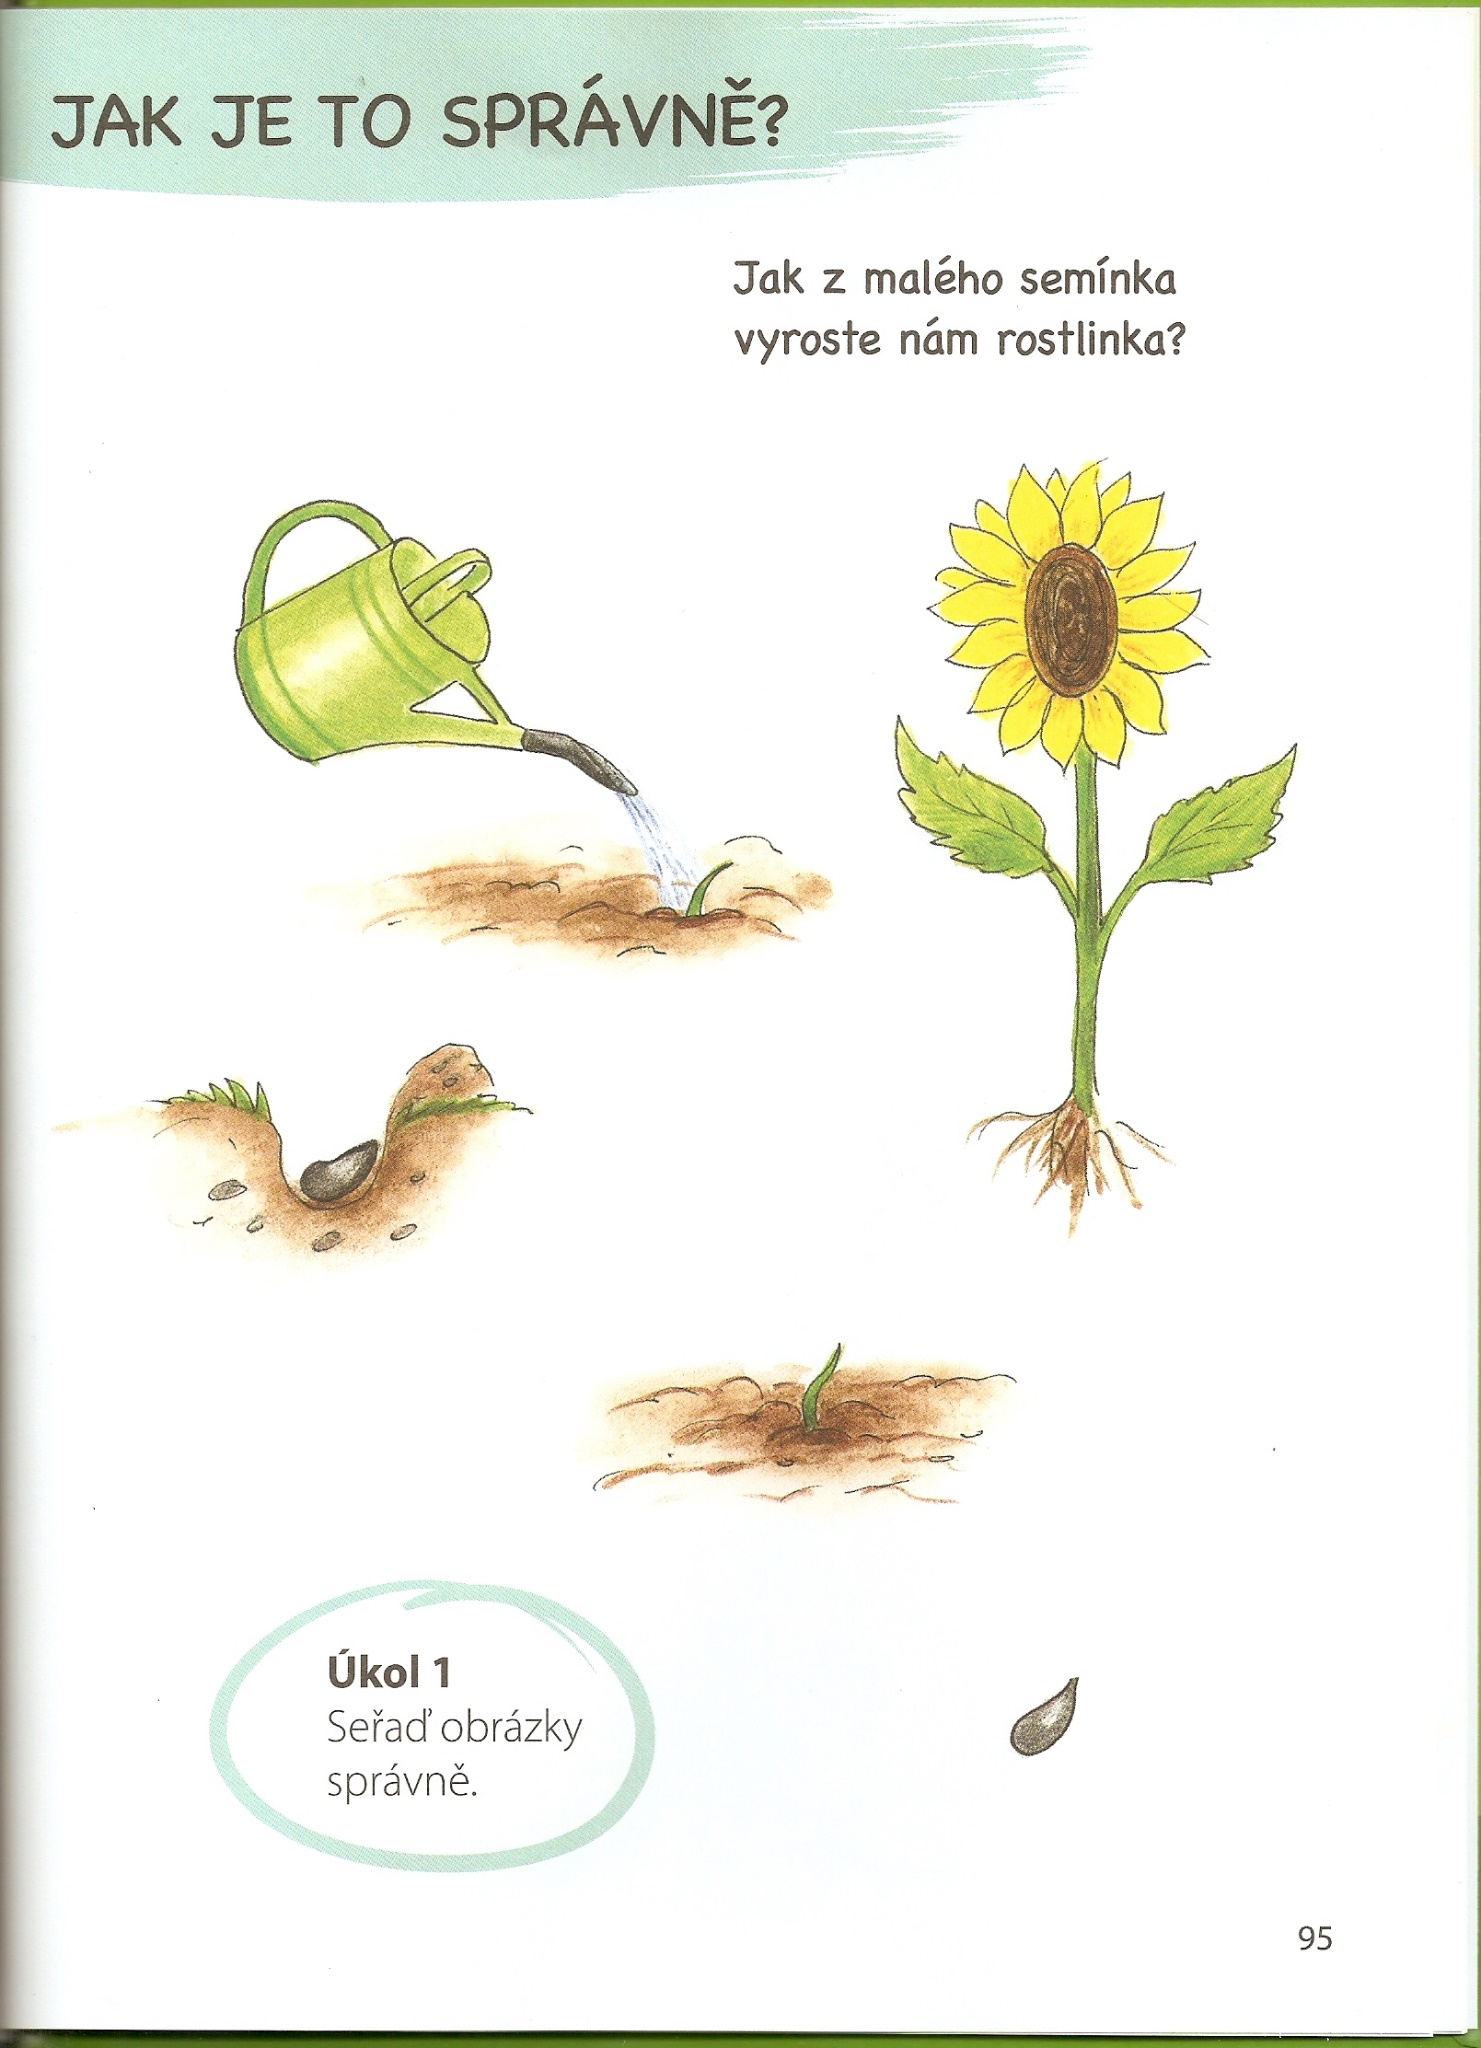 JAK JE TO SPRÁVNĚ?
Jak z malého semínka
vyroste nám rostlinka?
Úkol 1
Seřaď obrázky
správně.
95